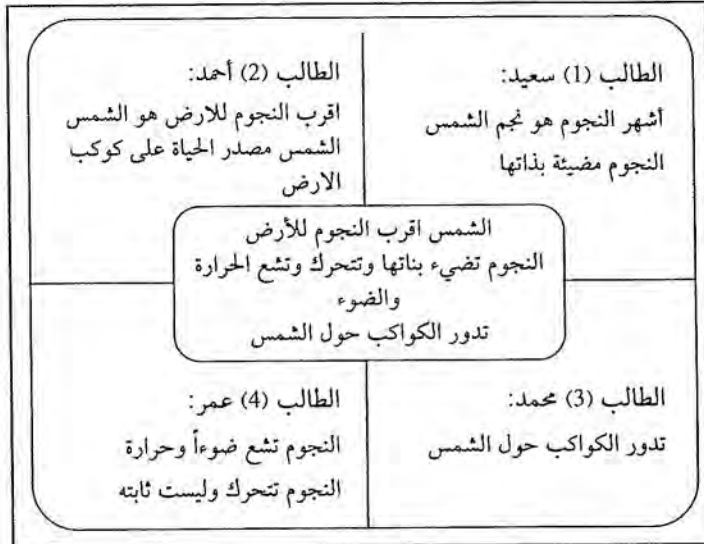 الطالب (1) سعيد:
أشهر النجوم هو نجم الشمس
النجوم مضيئة بذاتها
الطالب (2) أحمد:
اقرب النجوم للارض هو الشمس
الشمس مصدر الحياة على كوكب
الارض
الشمس اقرب النجوم للأرض
النجوم تضيء بناتها وتتحرك وتشع الحرارة
والضوء
تدور الكواكب حول الشمس
الطالب (3) محمد:
تدور الكواكب حول الشمس
الطالب (4) عمر:
النجوم تشع ضوءاً وحرارة
النجوم تتحرك وليست ثابته